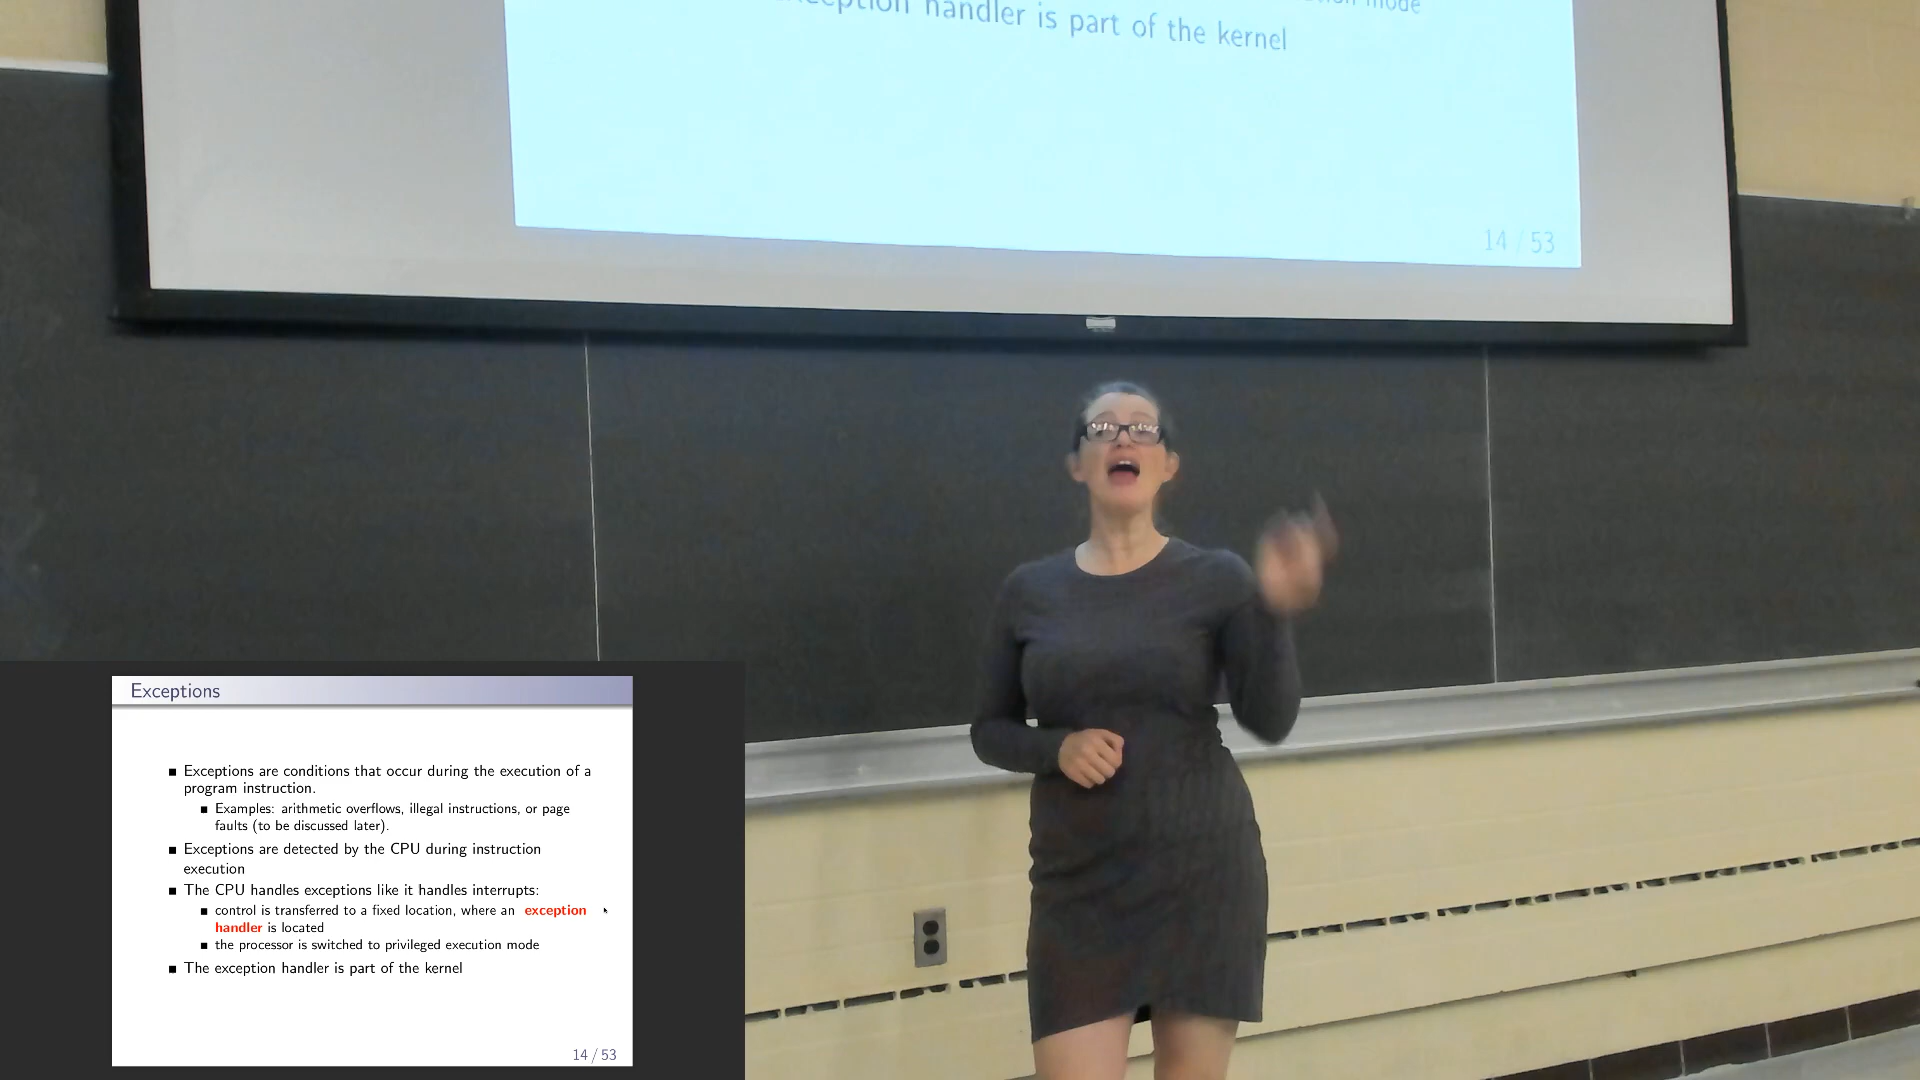 handler is part of the kernel
14 / 53
Exceptions
■ Exceptions are conditions that occur during the execution of a
program instruction.
■ Examples: arithmetic overflows, illegal instructions, or page
faults (to be discussed later).
■ Exceptions are detected by the CPU during instruction
execution
■ The CPU handles exceptions like it handles interrupts:
■ control is transferred to a fixed location, where an exception
handler is located
■ the processor is switched to privileged execution mode
■ The exception handler is part of the kernel
14 / 53